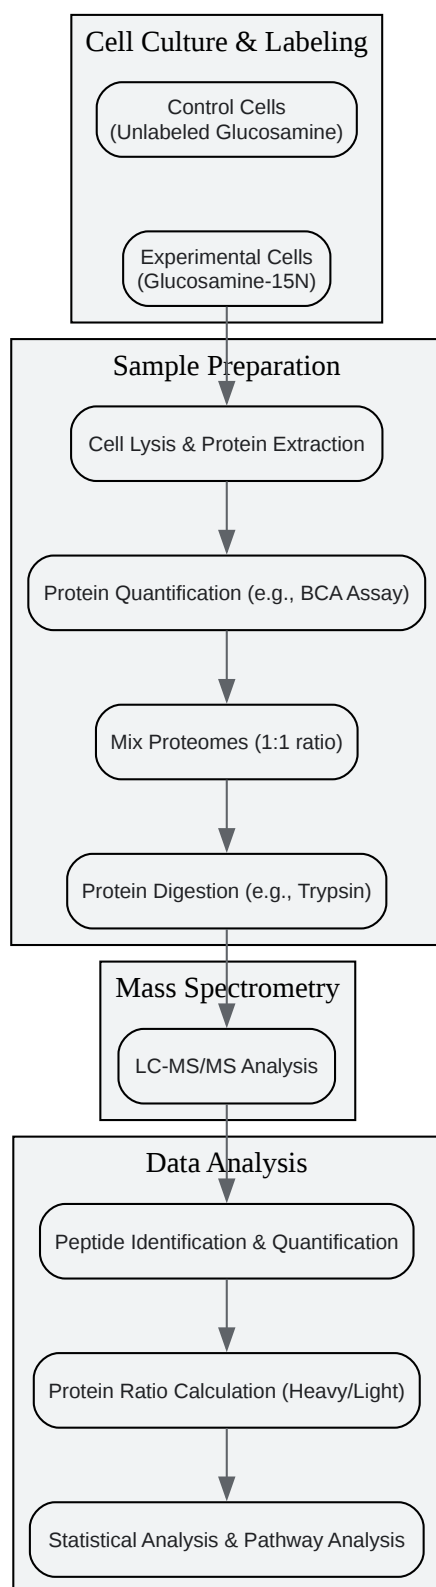 Cell Culture & Labeling
Control Cells
(Unlabeled Glucosamine)
Experimental Cells
(Glucosamine-15N)
Sample Preparation
Cell Lysis & Protein Extraction
Protein Quantification (e.g., BCA Assay)
Mix Proteomes (1:1 ratio)
Protein Digestion (e.g., Trypsin)
Mass Spectrometry
LC-MS/MS Analysis
Data Analysis
Peptide Identification & Quantification
Protein Ratio Calculation (Heavy/Light)
Statistical Analysis & Pathway Analysis